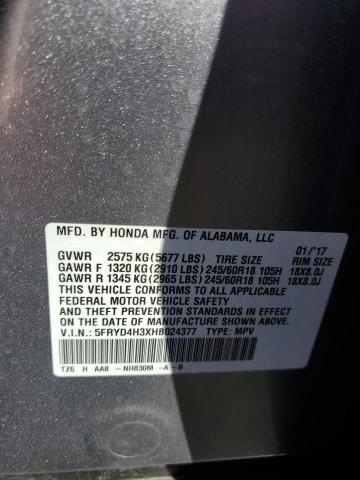 MFD. BY HONDA MFG. OF ALABAMA, LLC
01/'17
GVWR 2575 KG (5677 LBS) TIRE SIZE RIM SIZE
GAWR F 1320 KG (2910 LBS) 245/60R18 105H 18X8.0J
GAWR R 1345 KG (2965 LBS) 245/60R18 105H 18X8.0J
THIS VEHICLE CONFORMS TO ALL APPLICABLE
FEDERAL MOTOR VEHICLE SAFETY
AND THEFT PREVENTION STANDARDS
IN EFFECT ON THE DATE OF MANUFACTURE SHOWN ABOVE.
V.I.N.: 5FRYD4H3XHB024377 TYPE: MPV
TZ6 H AAB -NH830M -A -B